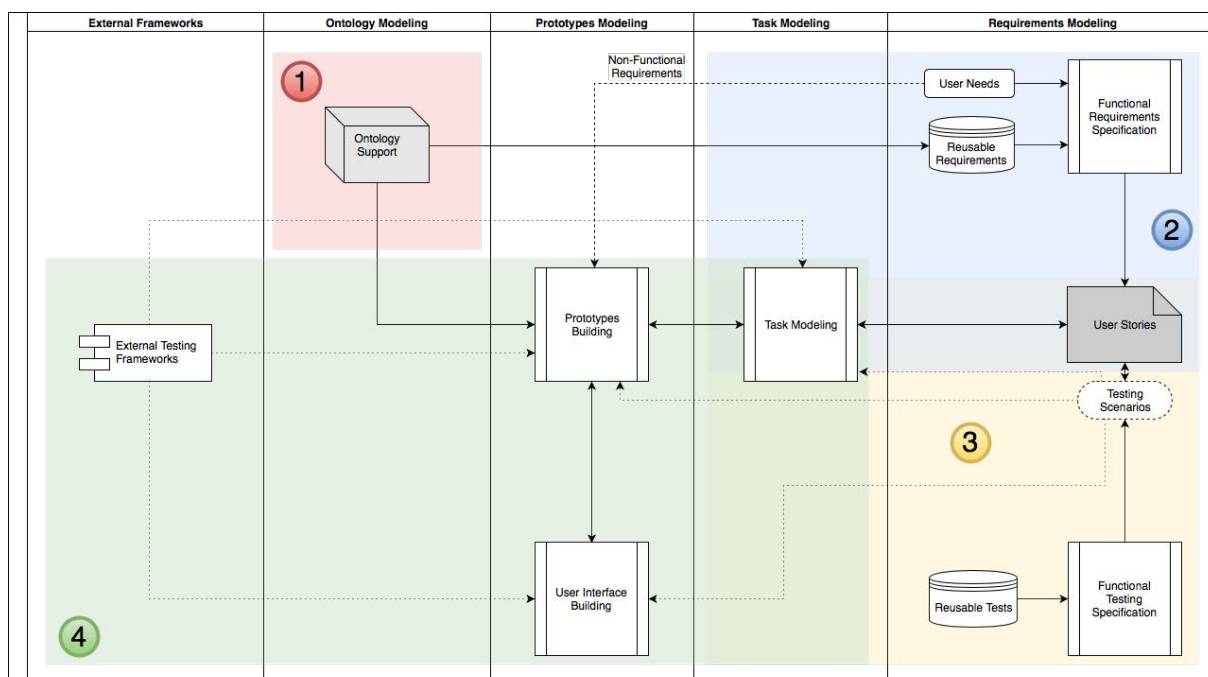 External Frameworks
Ontology Modeling
Prototypes Modeling
Task Modeling
Requirements Modeling
1
Non-Functional
Requirements
User Needs
Functional
Requirements
Specification
Ontology
Support
Reusable
Requirements
2
External Testing
Frameworks
Prototypes
Building
Task Modeling
User Stories
Testing
Scenarios
3
User Interface
Building
Reusable Tests
Functional
Testing
Specification
4